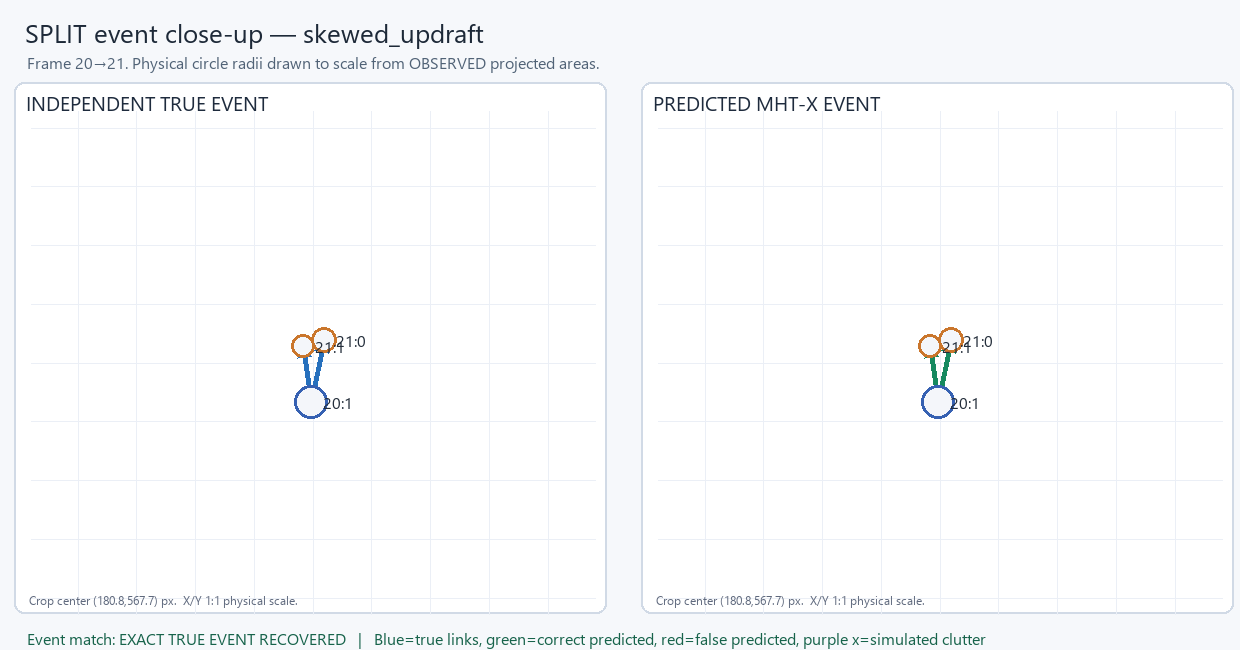 SPLIT event close-up — skewed_updraft
Frame 20→21. Physical circle radii drawn to scale from OBSERVED projected areas.
INDEPENDENT TRUE EVENT
21:0
21:1
20:1
Crop center (180.8,567.7) px. X/Y 1:1 physical scale.
PREDICTED MHT-X EVENT
21:0
21:1
20:1
Crop center (180.8,567.7) px. X/Y 1:1 physical scale.
Event match: EXACT TRUE EVENT RECOVERED | Blue=true links, green=correct predicted, red=false predicted, purple x=simulated clutter